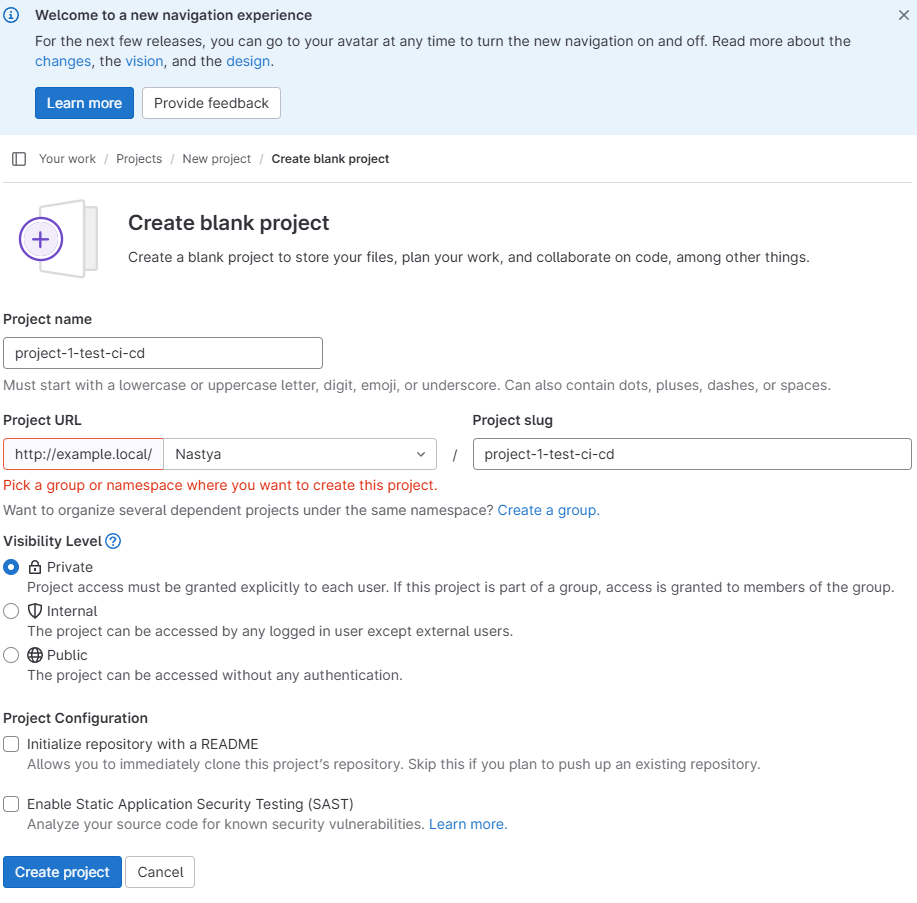 Welcome to a new navigation experience
For the next few releases, you can go to your avatar at any time to turn the new navigation on and off. Read more about the
changes, the vision, and the design.
Learn more Provide feedback
Your work / Projects / New project / Create blank project
Create blank project
Create a blank project to store your files, plan your work, and collaborate on code, among other things.
Project name
project-1-test-ci-cd
Must start with a lowercase or uppercase letter, digit, emoji, or underscore. Can also contain dots, pluses, dashes, or spaces.
Project URL Project slug
http://example.local/ Nastya / project-1-test-ci-cd
Pick a group or namespace where you want to create this project.
Want to organize several dependent projects under the same namespace? Create a group.
Visibility Level
Private
Project access must be granted explicitly to each user. If this project is part of a group, access is granted to members of the group.
Internal
The project can be accessed by any logged in user except external users.
Public
The project can be accessed without any authentication.
Project Configuration
Initialize repository with a README
Allows you to immediately clone this project's repository. Skip this if you plan to push up an existing repository.
Enable Static Application Security Testing (SAST)
Analyze your source code for known security vulnerabilities. Learn more.
Create project Cancel